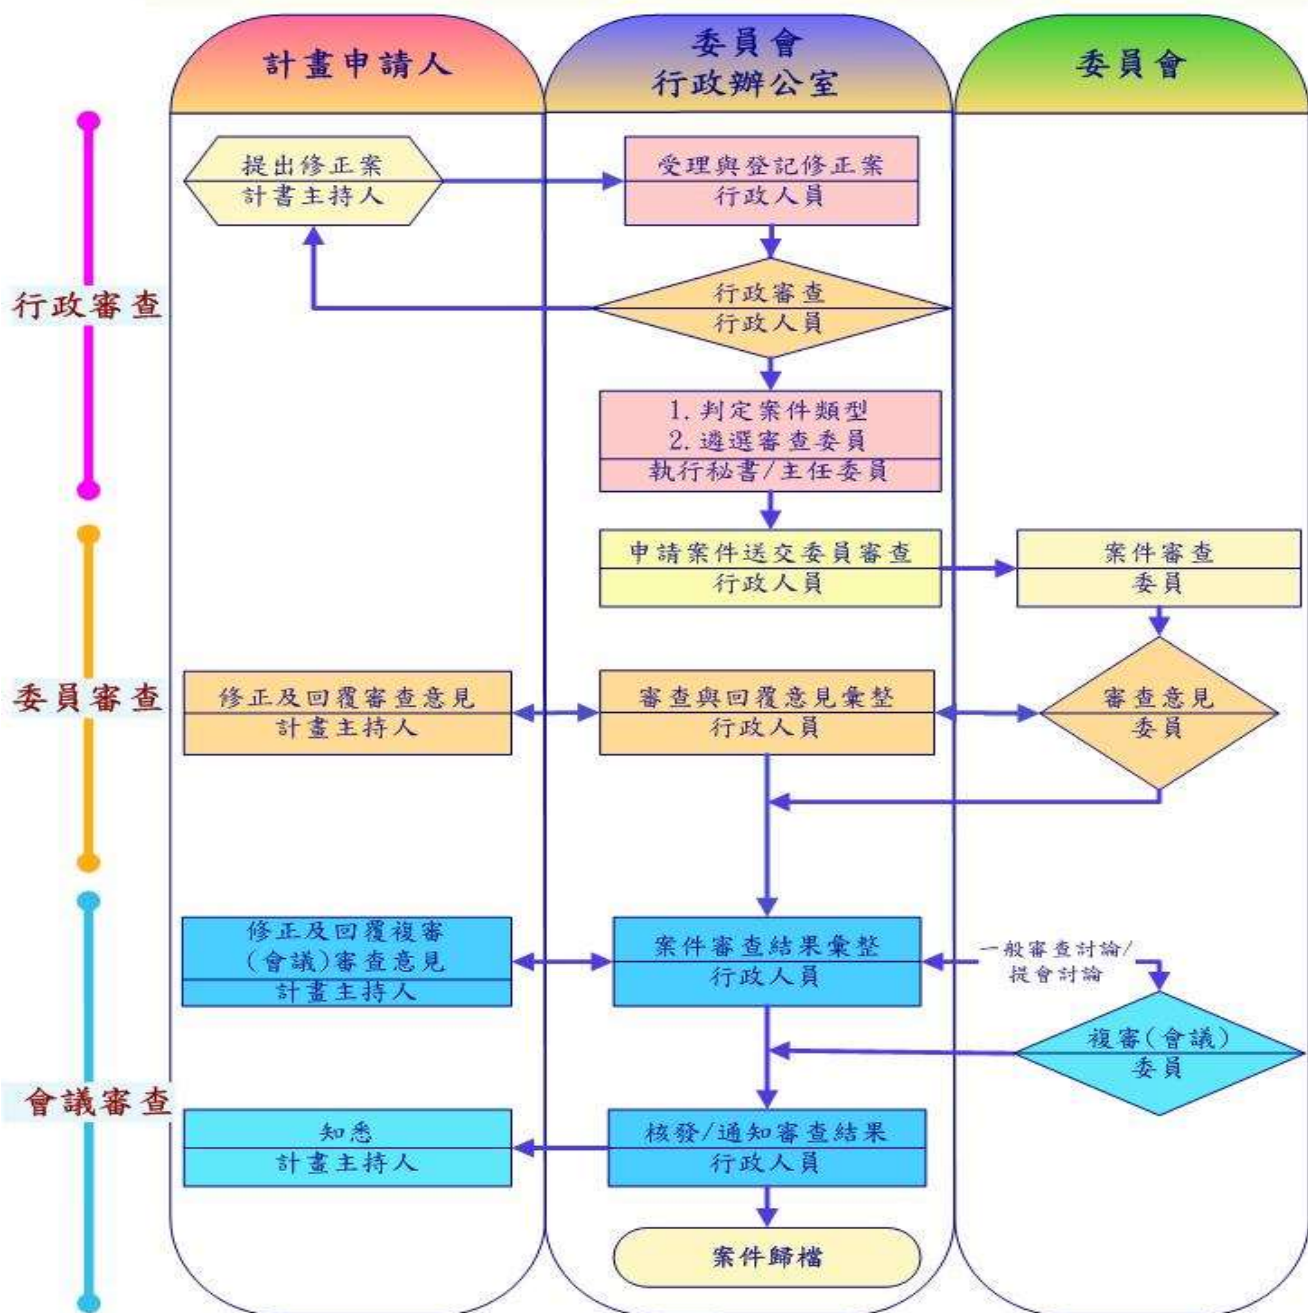 計畫申請人
委員會
行政辦公室
委員會
提出修正案
計書主持人
受理與登記修正案
行政人員
行政審查
行政審查
行政人員
1. 判定案件類型
2. 遴選審查委員
執行秘書/主任委員
申請案件送交委員審查
行政人員
案件審查
委員
委員審查
修正及回覆審查意見
計畫主持人
審查與回覆意見彙整
行政人員
審查意見
委員
修正及回覆複審
(會議)審查意見
計畫主持人
案件審查結果彙整
行政人員
一般審查討論/
提會討論
複審(會議)
委員
會議審查
知悉
計畫主持人
核發/通知審查結果
行政人員
案件歸檔